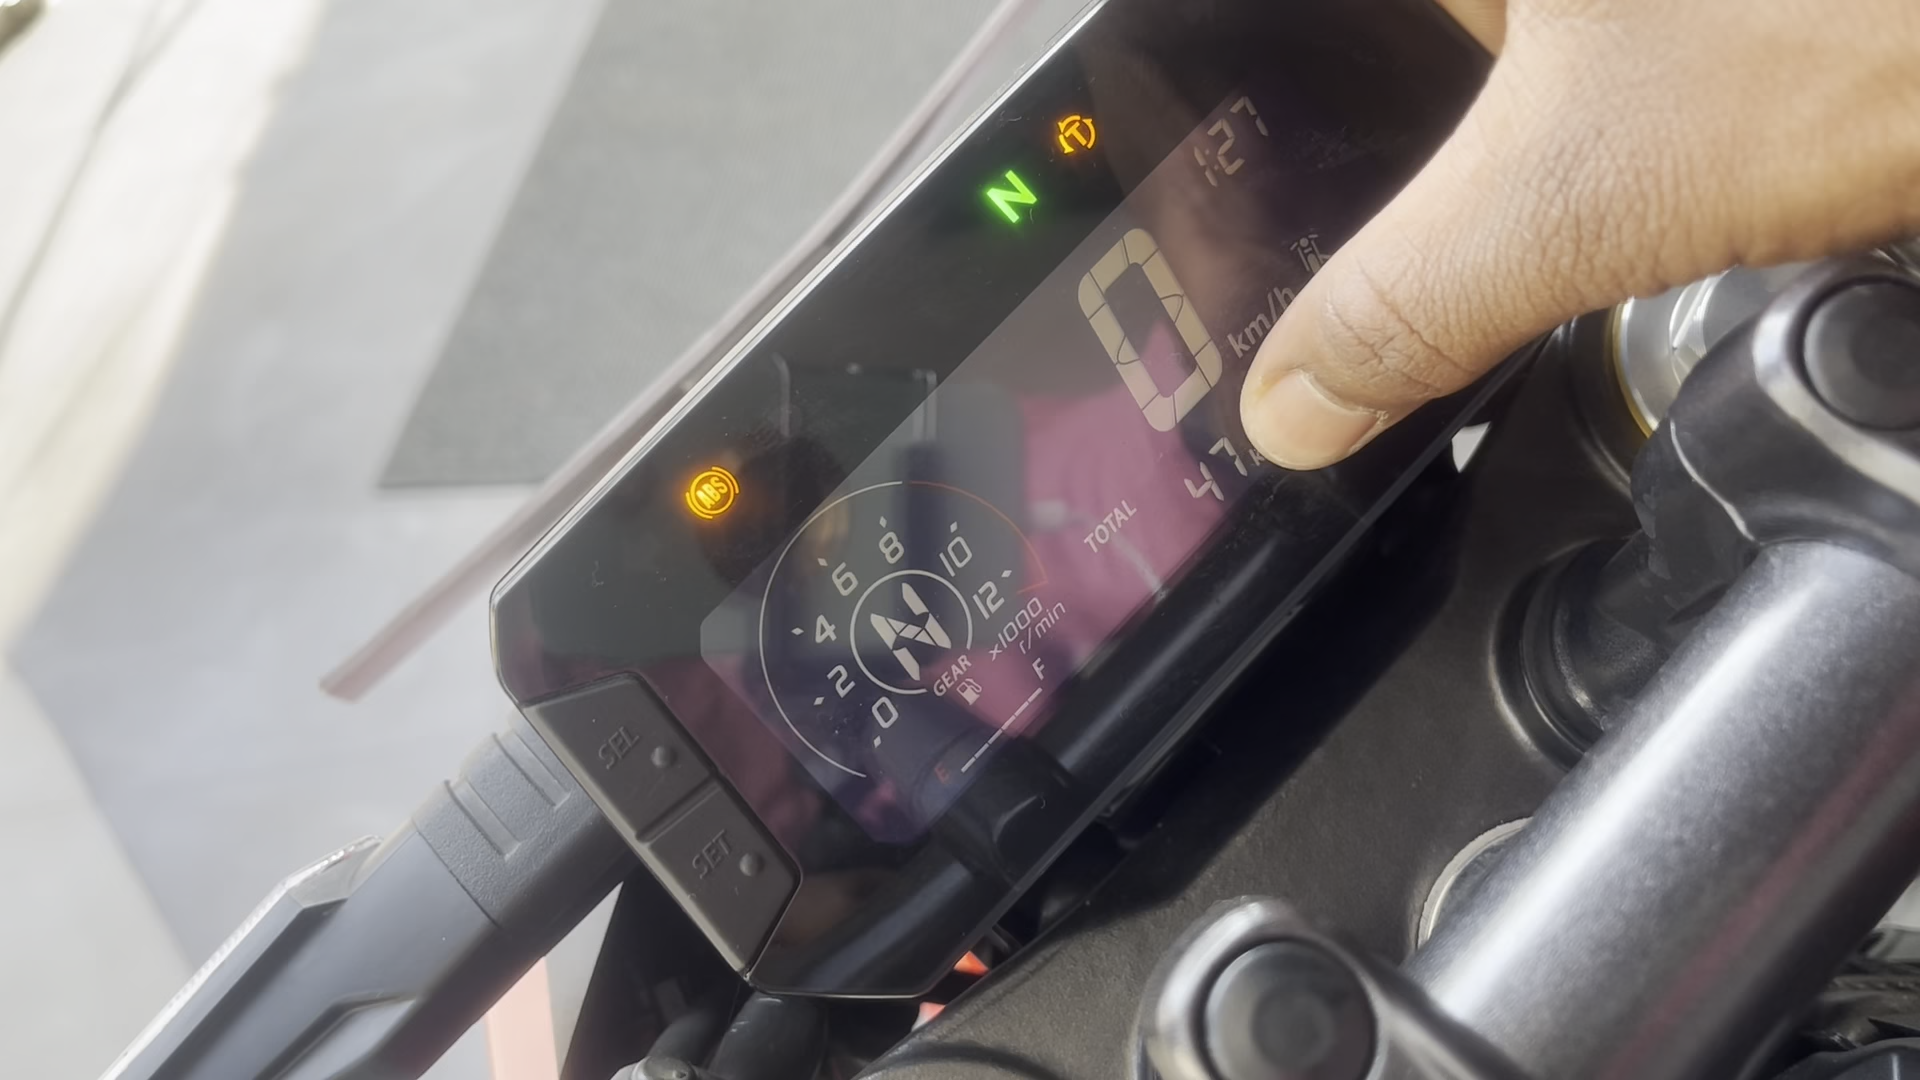 T
N
1:27
0
km/h
ABS
47
TOTAL
0 2 4 6 8 10 12
N
GEAR
x1000
r/min
E F
SEL
SET